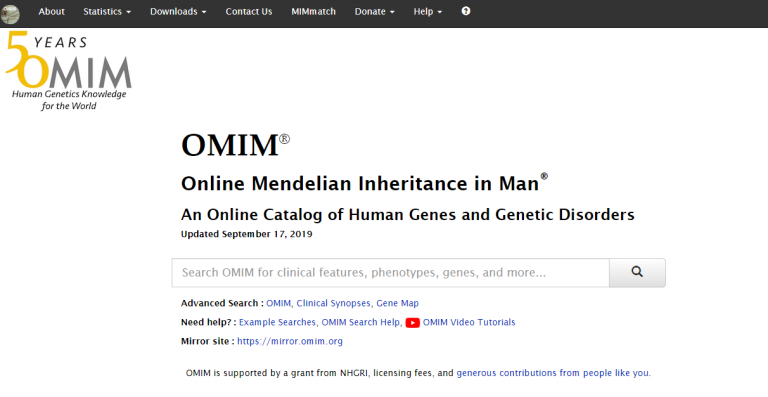 About Statistics Downloads Contact Us MIMmatch Donate Help
50 YEARS
OMIM
Human Genetics Knowledge
for the World
OMIM®
Online Mendelian Inheritance in Man®
An Online Catalog of Human Genes and Genetic Disorders
Updated September 17, 2019
Search OMIM for clinical features, phenotypes, genes, and more...
Advanced Search : OMIM, Clinical Synopses, Gene Map
Need help? : Example Searches, OMIM Search Help, OMIM Video Tutorials
Mirror site : https://mirror.omim.org
OMIM is supported by a grant from NHGRI, licensing fees, and generous contributions from people like you.